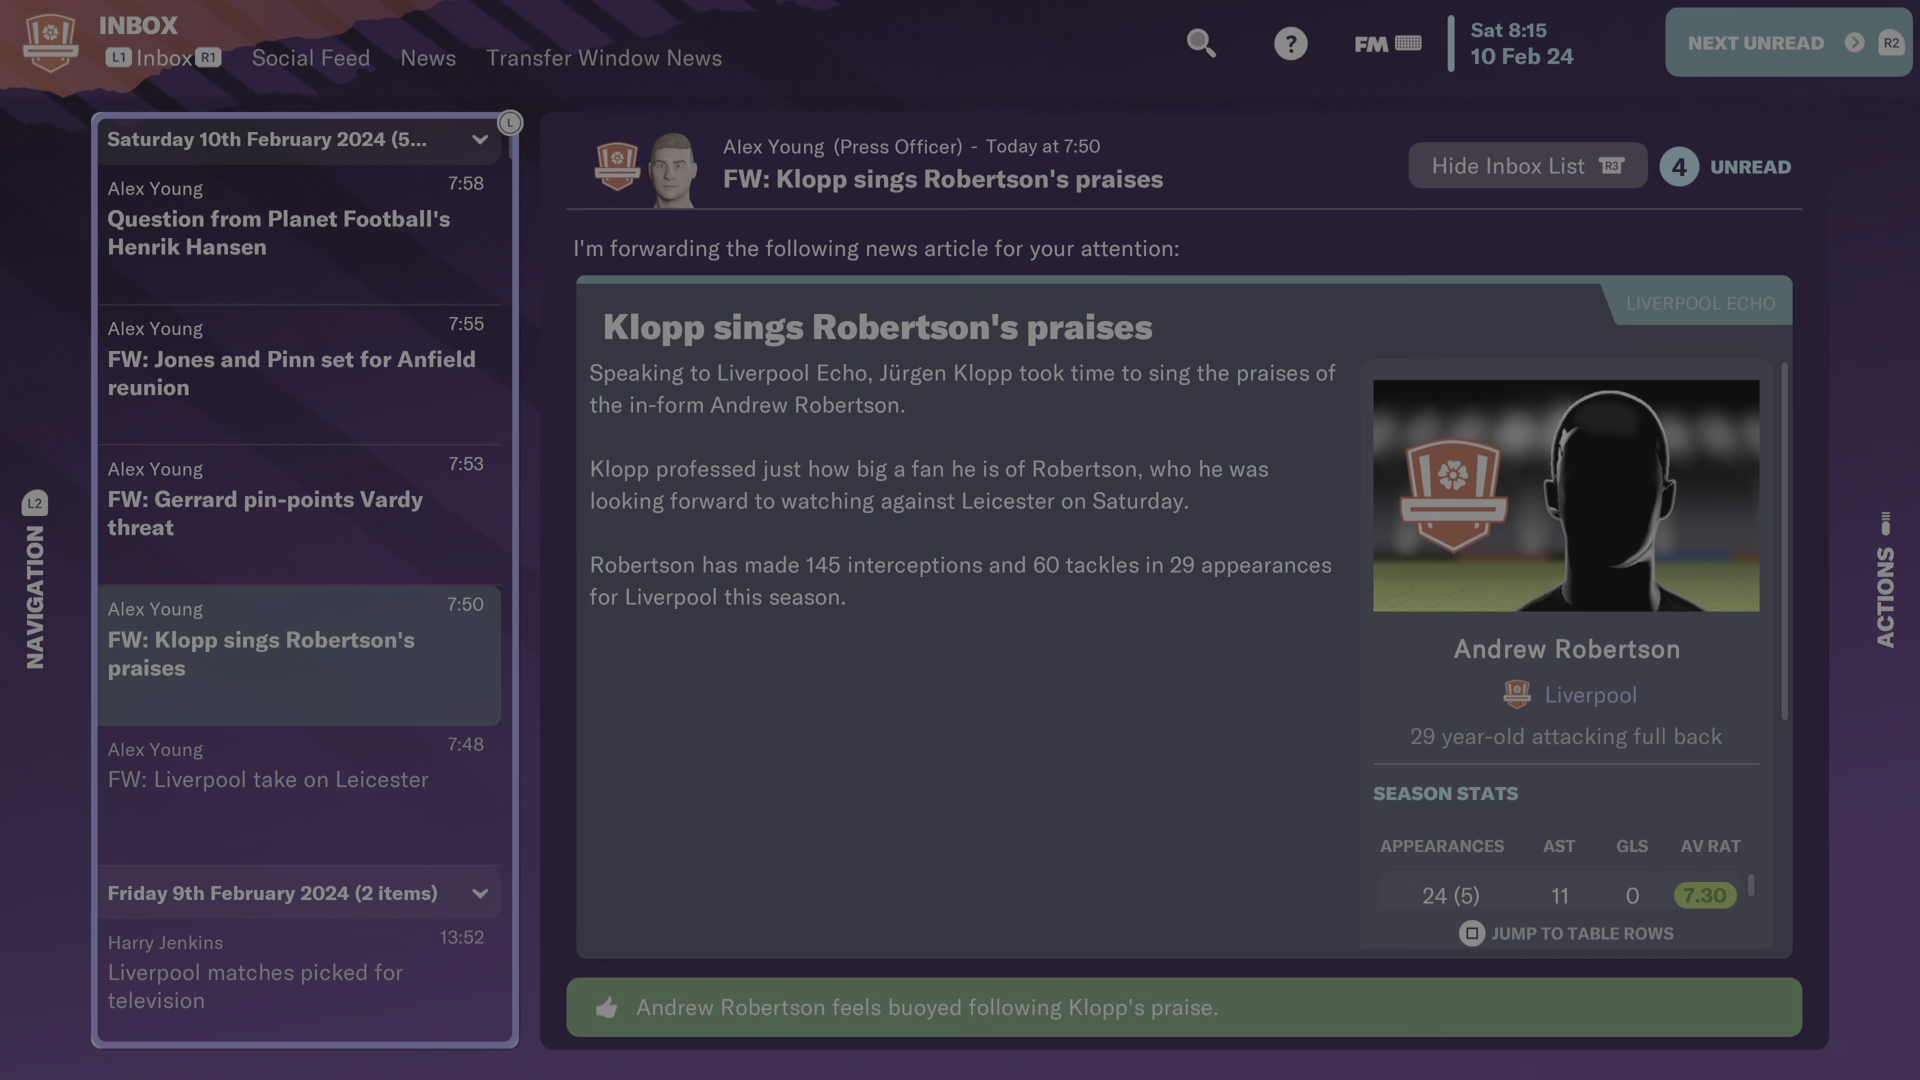 INBOX
L1 Inbox R1 Social Feed News Transfer Window News
?
FM
Sat 8:15
10 Feb 24
NEXT UNREAD R2
L2
NAVIGATIS
Saturday 10th February 2024 (5...
L
Alex Young 7:58
Question from Planet Football's
Henrik Hansen
Alex Young 7:55
FW: Jones and Pinn set for Anfield
reunion
Alex Young 7:53
FW: Gerrard pin-points Vardy
threat
Alex Young 7:50
FW: Klopp sings Robertson's
praises
Alex Young 7:48
FW: Liverpool take on Leicester
Friday 9th February 2024 (2 items)
Harry Jenkins 13:52
Liverpool matches picked for
television
Alex Young (Press Officer) - Today at 7:50
FW: Klopp sings Robertson's praises
Hide Inbox List R3
4 UNREAD
I'm forwarding the following news article for your attention:
LIVERPOOL ECHO
Klopp sings Robertson's praises
Speaking to Liverpool Echo, Jürgen Klopp took time to sing the praises of
the in-form Andrew Robertson.
Klopp professed just how big a fan he is of Robertson, who he was
looking forward to watching against Leicester on Saturday.
Robertson has made 145 interceptions and 60 tackles in 29 appearances
for Liverpool this season.
Andrew Robertson
Liverpool
29 year-old attacking full back
SEASON STATS
APPEARANCES AST GLS AV RAT
24 (5) 11 0 7.30
JUMP TO TABLE ROWS
Andrew Robertson feels buoyed following Klopp's praise.
ACTIONS